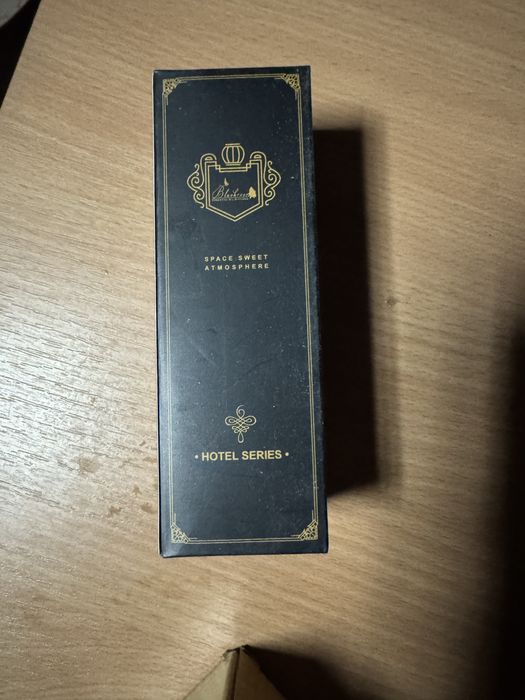 SPACE SWEET
ATMOSPHERE
• HOTEL SERIES •